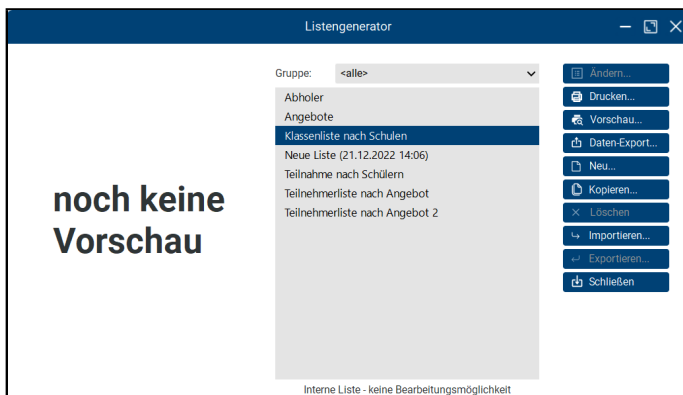 Listengenerator
Gruppe: <alle>
Abholer
Angebote
Klassenliste nach Schulen
Neue Liste (21.12.2022 14:06)
Teilnahme nach Schülern
Teilnehmerliste nach Angebot
Teilnehmerliste nach Angebot 2
noch keine
Vorschau
Ändern...
Drucken...
Vorschau...
Daten-Export...
Neu...
Kopieren...
Löschen
Importieren...
Exportieren...
Schließen
Interne Liste - keine Bearbeitungsmöglichkeit